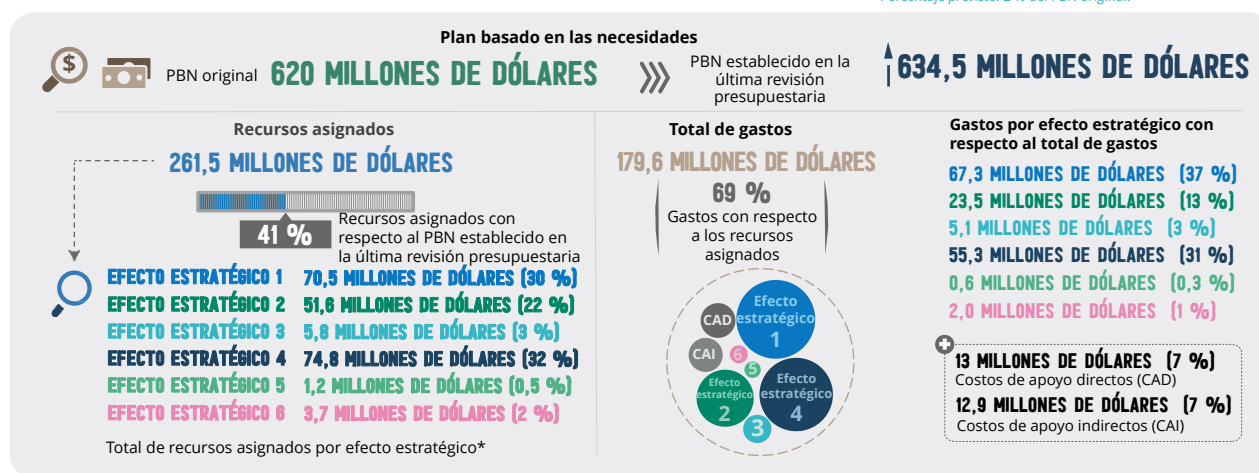 Plan basado en las necesidades
PBN original 620 MILLONES DE DÓLARES
PBN establecido en la
última revisión
presupuestaria
634,5 MILLONES DE DÓLARES
Recursos asignados
261,5 MILLONES DE DÓLARES
41 %
Recursos asignados con
respecto al PBN establecido en
la última revisión presupuestaria
EFECTO ESTRATÉGICO 1 70,5 MILLONES DE DÓLARES (30 %)
EFECTO ESTRATÉGICO 2 51,6 MILLONES DE DÓLARES (22 %)
EFECTO ESTRATÉGICO 3 5,8 MILLONES DE DÓLARES (3 %)
EFECTO ESTRATÉGICO 4 74,8 MILLONES DE DÓLARES (32 %)
EFECTO ESTRATÉGICO 5 1,2 MILLONES DE DÓLARES (0,5 %)
EFECTO ESTRATÉGICO 6 3,7 MILLONES DE DÓLARES (2 %)
Total de recursos asignados por efecto estratégico*
Total de gastos
179,6 MILLONES DE DÓLARES
69 %
Gastos con respecto
a los recursos
asignados
Efecto
estratégico
1
CAD
CAI
6
5
Efecto
estratégico
2
Efecto
estratégico
4
3
Gastos por efecto estratégico con
respecto al total de gastos
67,3 MILLONES DE DÓLARES (37 %)
23,5 MILLONES DE DÓLARES (13 %)
5,1 MILLONES DE DÓLARES (3 %)
55,3 MILLONES DE DÓLARES (31 %)
0,6 MILLONES DE DÓLARES (0,3 %)
2,0 MILLONES DE DÓLARES (1 %)
13 MILLONES DE DÓLARES (7 %)
Costos de apoyo directos (CAD)
12,9 MILLONES DE DÓLARES (7 %)
Costos de apoyo indirectos (CAI)